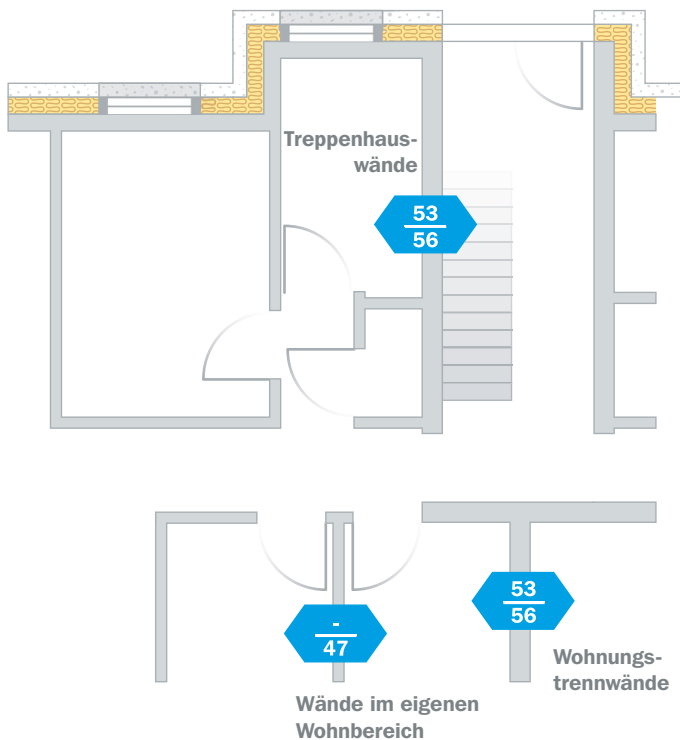 Treppenhaus-
wände
53
56
-
47
53
56
Wohnungs-
trennwände
Wände im eigenen
Wohnbereich